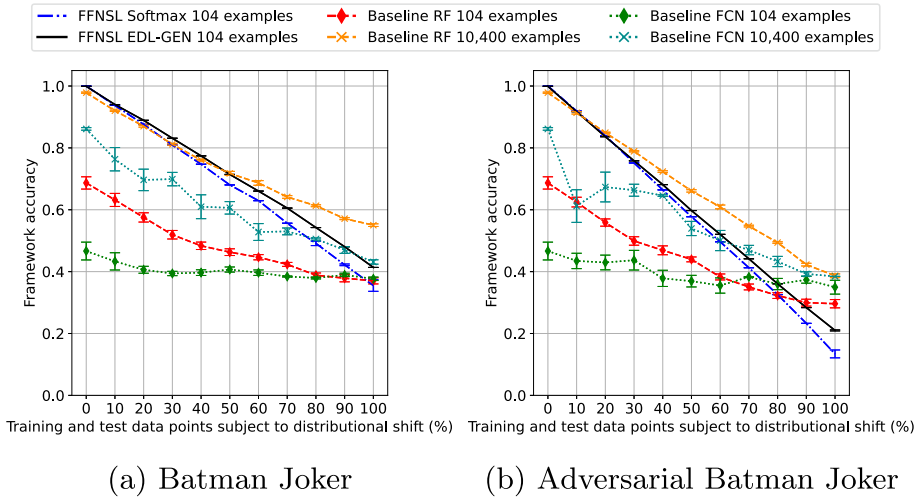 FFNSL Softmax 104 examples
FFNSL EDL-GEN 104 examples
Baseline RF 104 examples
Baseline RF 10,400 examples
Baseline FCN 104 examples
Baseline FCN 10,400 examples
Framework accuracy
1.0
0.8
0.6
0.4
0.2
0.0
0 10 20 30 40 50 60 70 80 90 100
Training and test data points subject to distributional shift (%)
(a) Batman Joker
Framework accuracy
1.0
0.8
0.6
0.4
0.2
0.0
0 10 20 30 40 50 60 70 80 90 100
Training and test data points subject to distributional shift (%)
(b) Adversarial Batman Joker